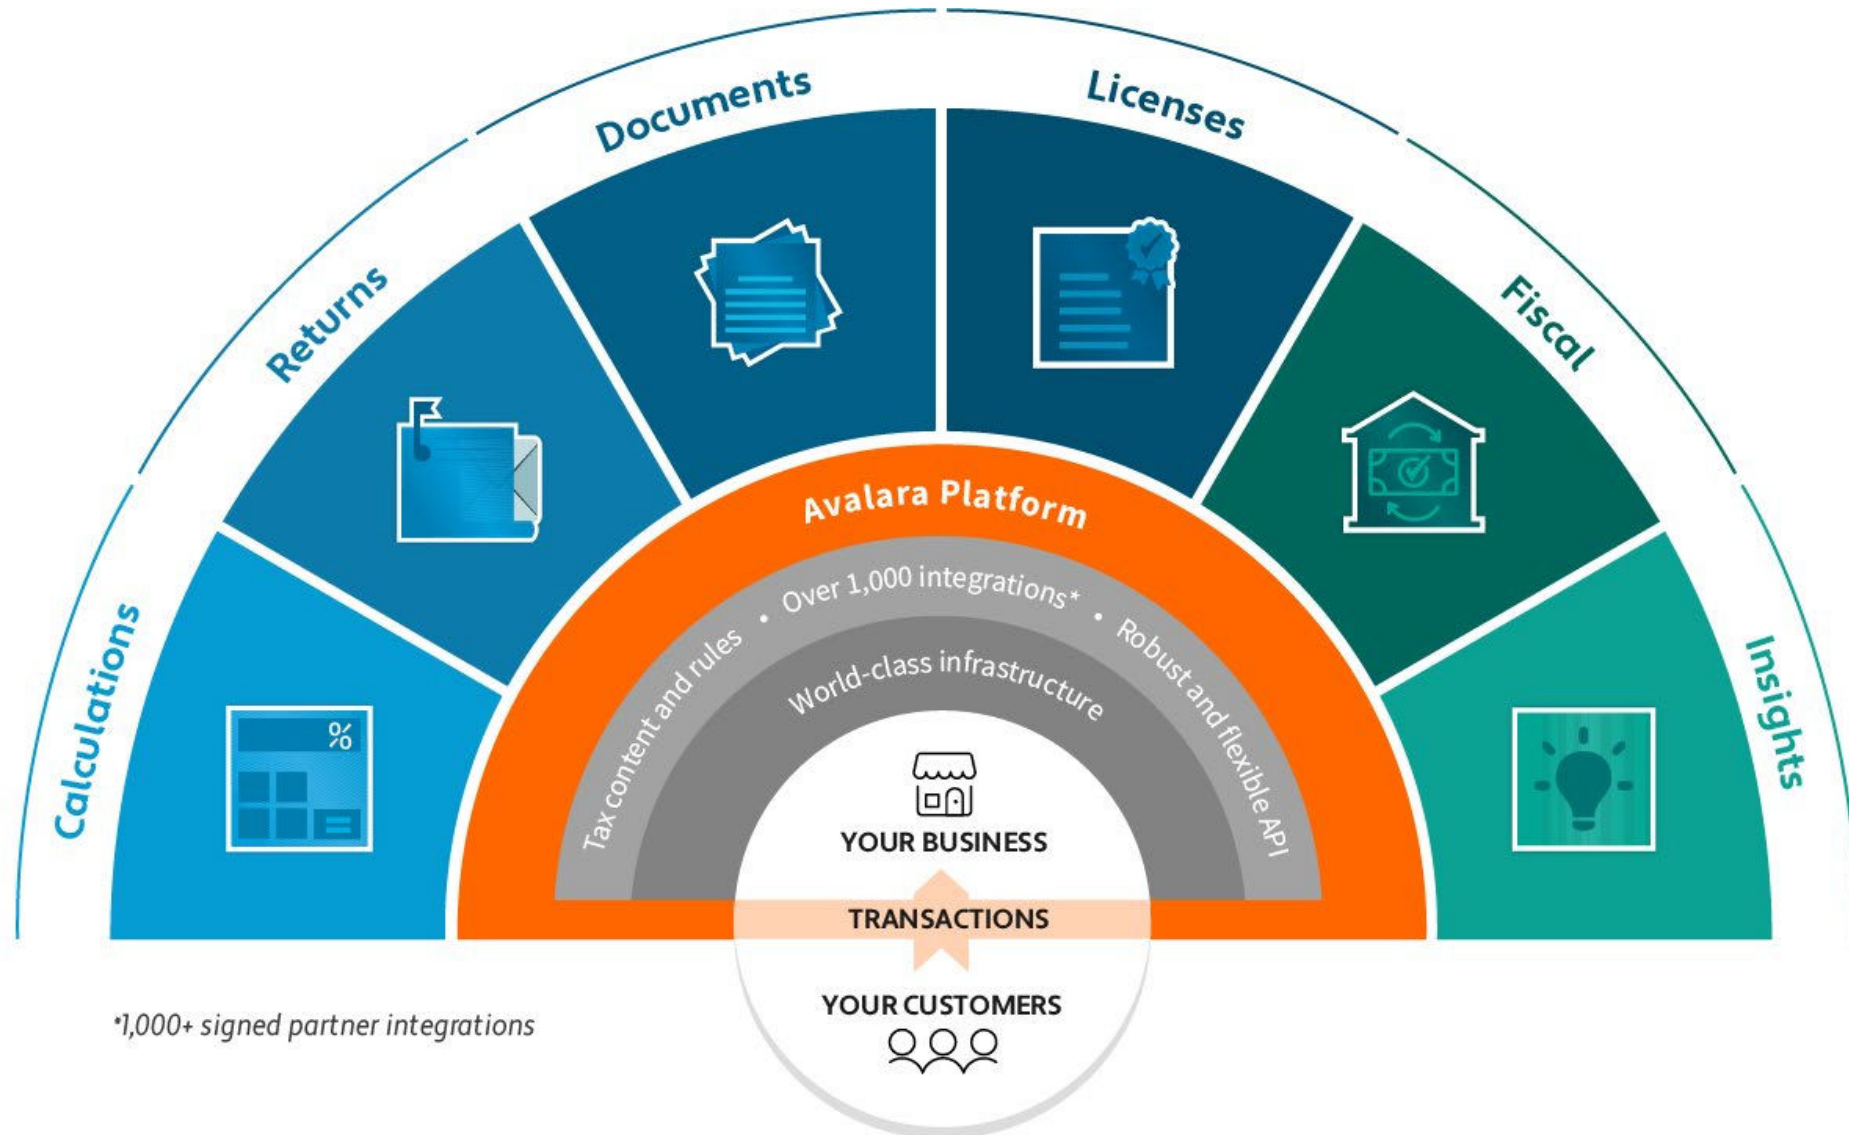 Calculations
Returns
Documents
Licenses
Fiscal
Insights
Avalara Platform
Tax content and rules • Over 1,000 integrations* • Robust and flexible API
World-class infrastructure
%
YOUR BUSINESS
TRANSACTIONS
YOUR CUSTOMERS
*1,000+ signed partner integrations